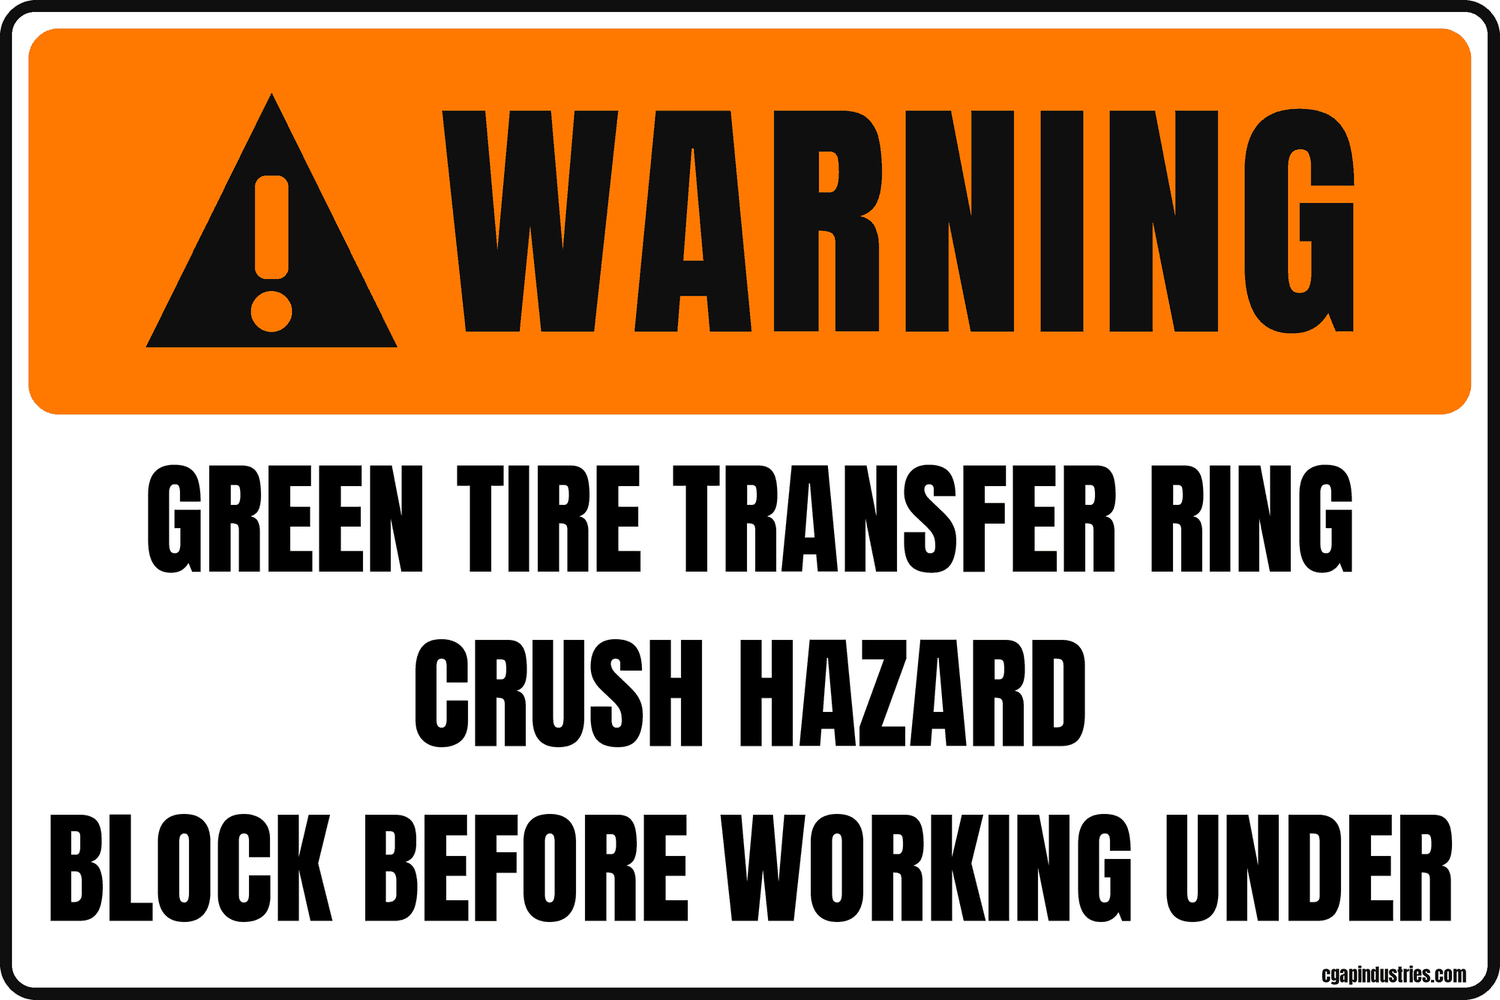 WARNING
GREEN TIRE TRANSFER RING
CRUSH HAZARD
BLOCK BEFORE WORKING UNDER
cgapindustries.com